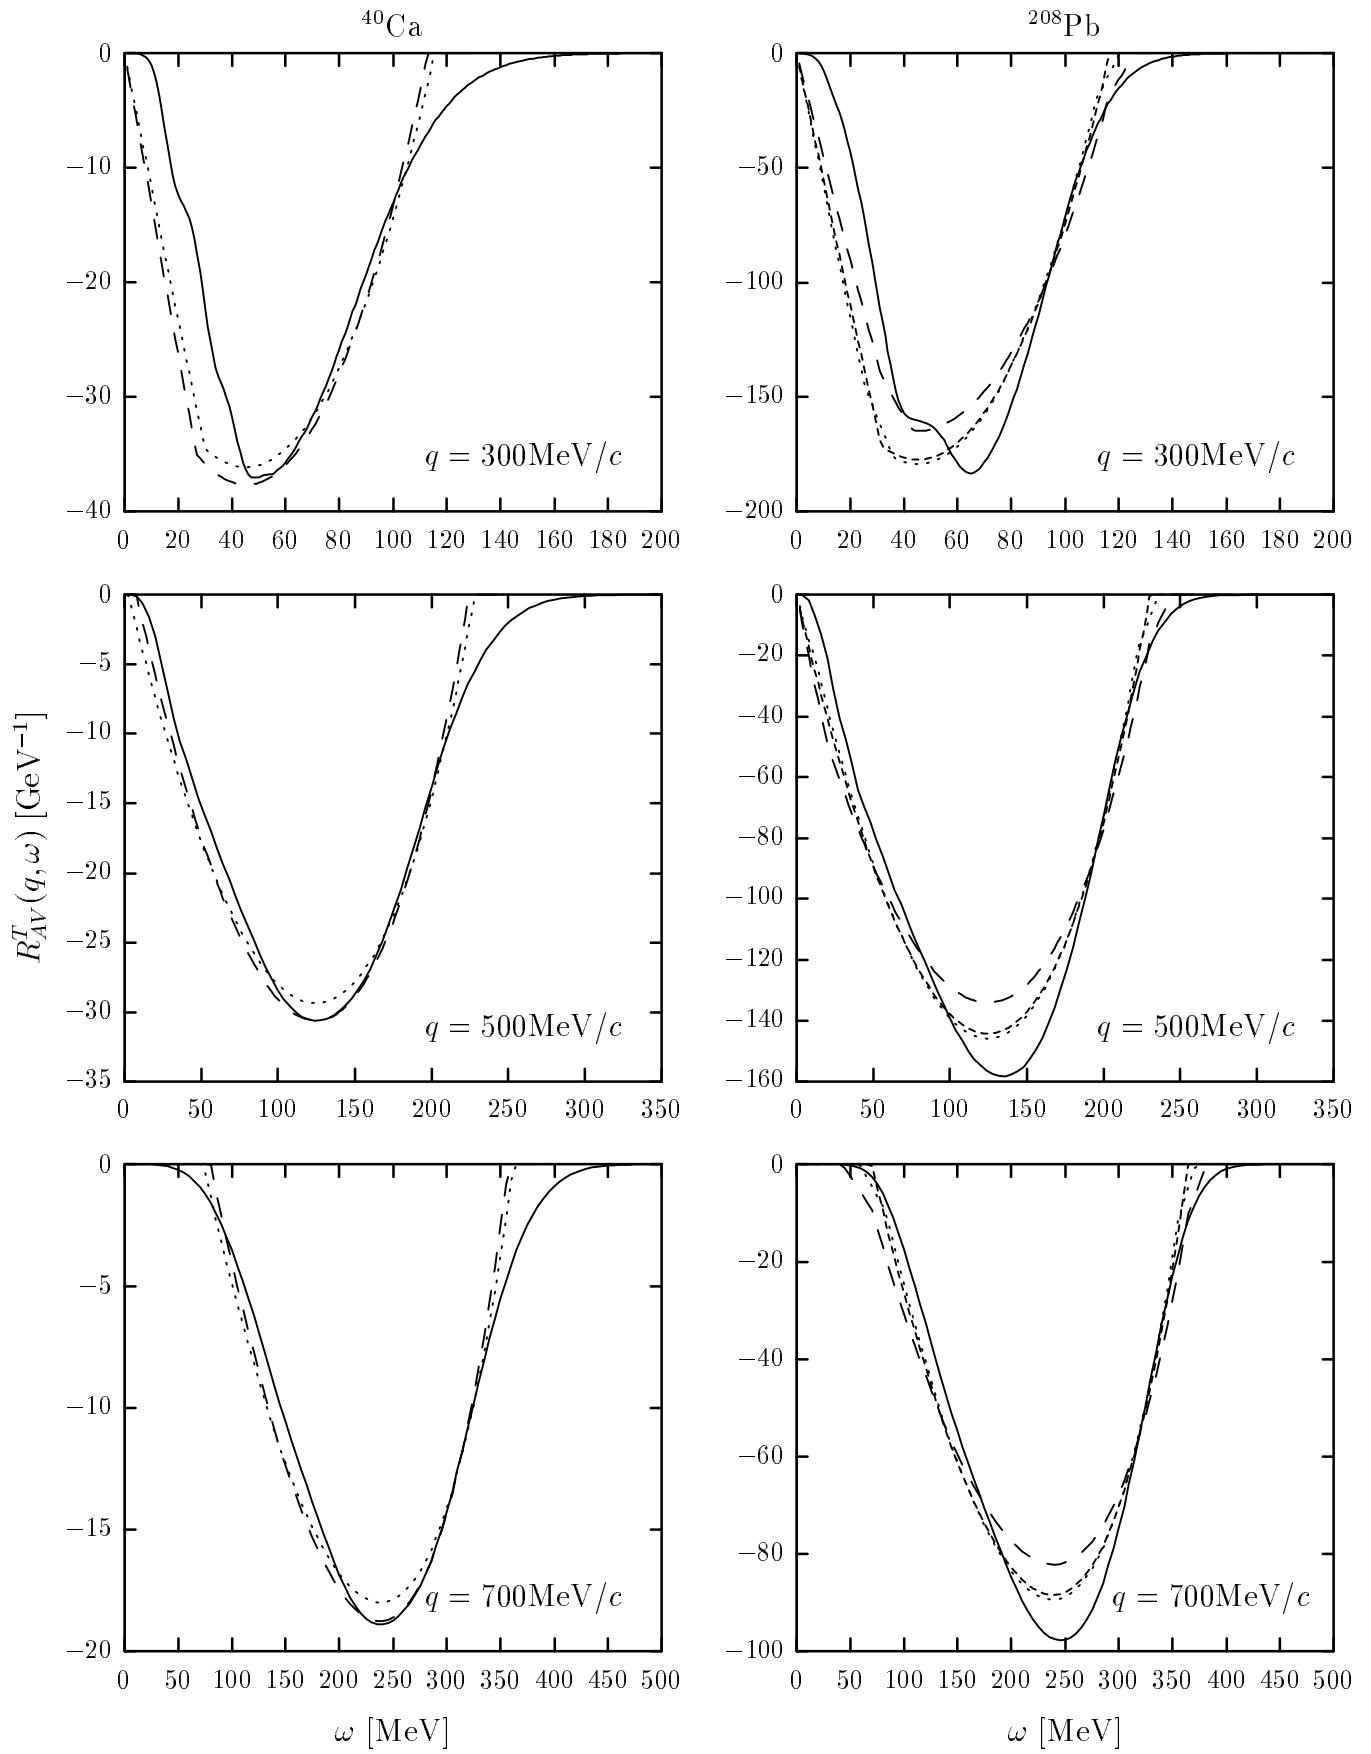 ⁴⁰Ca ²⁰⁸Pb
0 0
−10 −50
−20 −100
−30 −150
q = 300MeV/c q = 300MeV/c
−40 −200
0 20 40 60 80 100 120 140 160 180 200 0 20 40 60 80 100 120 140 160 180 200
0 0
−5 −20
−10 −40
−15 −60
−20 −80
−25 −100
−30 −120
−35 −140
−160
R^T_{AV}(q, ω) [GeV⁻¹]
q = 500MeV/c q = 500MeV/c
0 50 100 150 200 250 300 350 0 50 100 150 200 250 300 350
0 0
−5 −20
−10 −40
−15 −60
−20 −80
−100
q = 700MeV/c q = 700MeV/c
0 50 100 150 200 250 300 350 400 450 500 0 50 100 150 200 250 300 350 400 450 500
ω [MeV] ω [MeV]